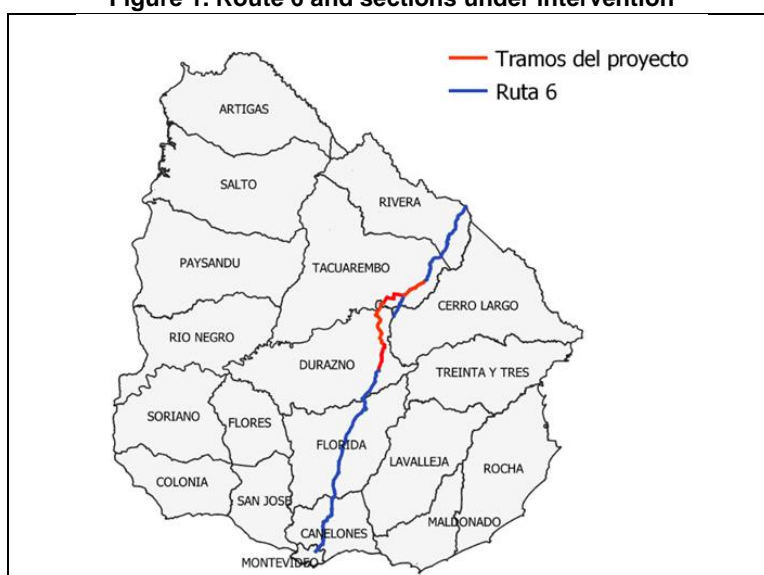 Figure 1. Route 6 and sections under intervention
Tramos del proyecto
Ruta 6
ARTIGAS
SALTO
RIVERA
PAYSANDU
TACUAREMBO
CERRO LARGO
RIO NEGRO
DURAZNO
TREINTA Y TRES
SORIANO
FLORES
FLORIDA
LAVALLEJA
ROCHA
COLONIA
SAN JOSE
MALDONADO
CANELONES
MONTEVIDEO